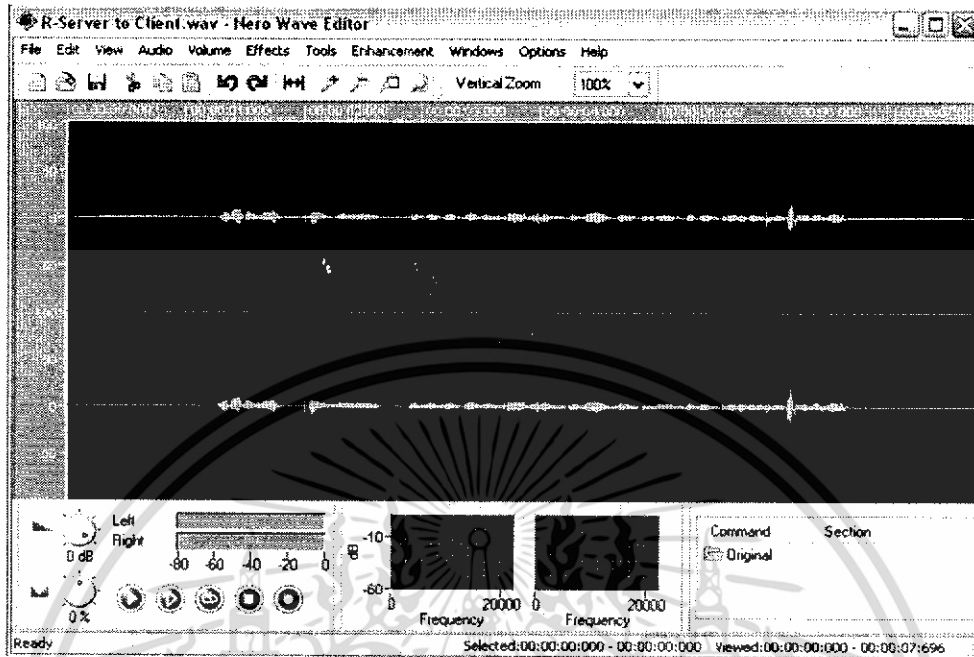 R-Server to Client.wav - Nero Wave Editor
File Edit View Audio Volume Effects Tools Enhancement Windows Options Help
Vertical Zoom 100%
Left
Right
0 dB
-80 -60 -40 -20 0
0 %
dB
-10
-60
0 20000
Frequency
0 20000
Frequency
Command Section
Original
Ready Selected:00:00:00:000 - 00:00:00:000 Viewed:00:00:00:000 - 00:00:07:696